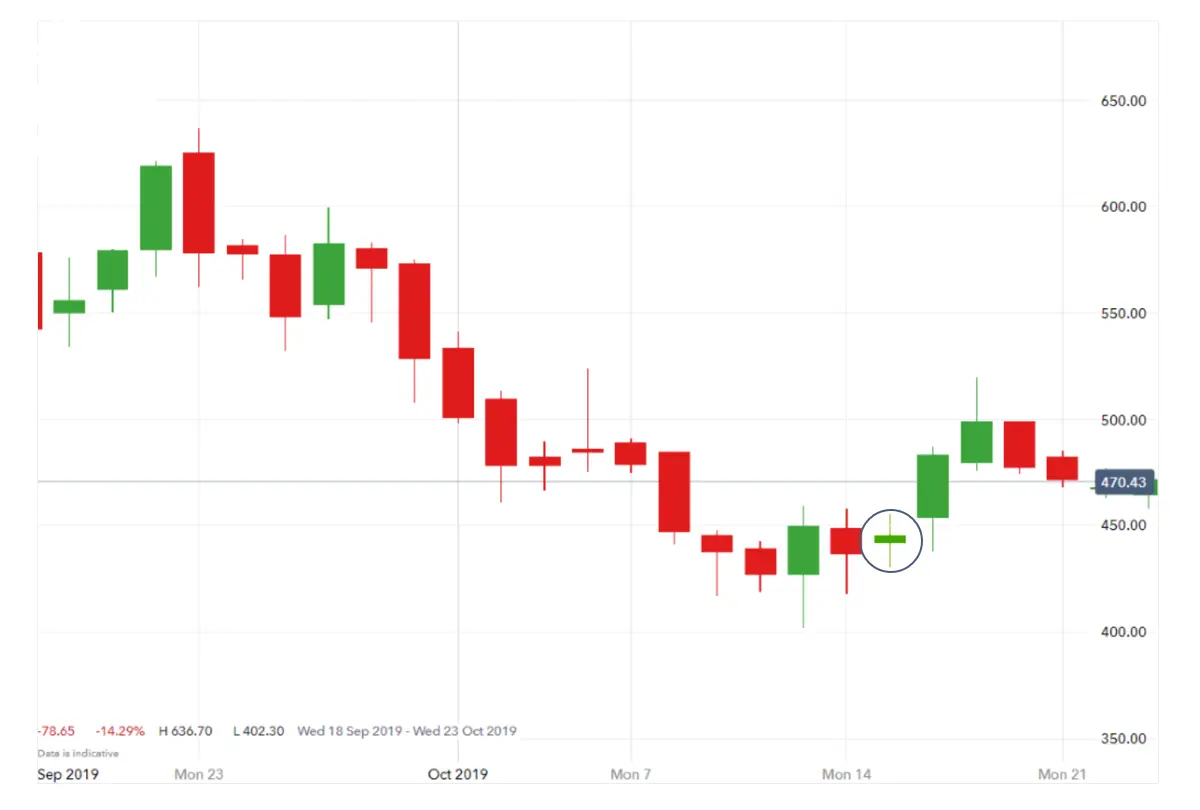 650.00
600.00
550.00
500.00
470.43
450.00
400.00
350.00
-78.65 -14.29% H 636.70 L 402.30 Wed 18 Sep 2019 - Wed 23 Oct 2019
Data is indicative
Sep 2019 Mon 23 Oct 2019 Mon 7 Mon 14 Mon 21